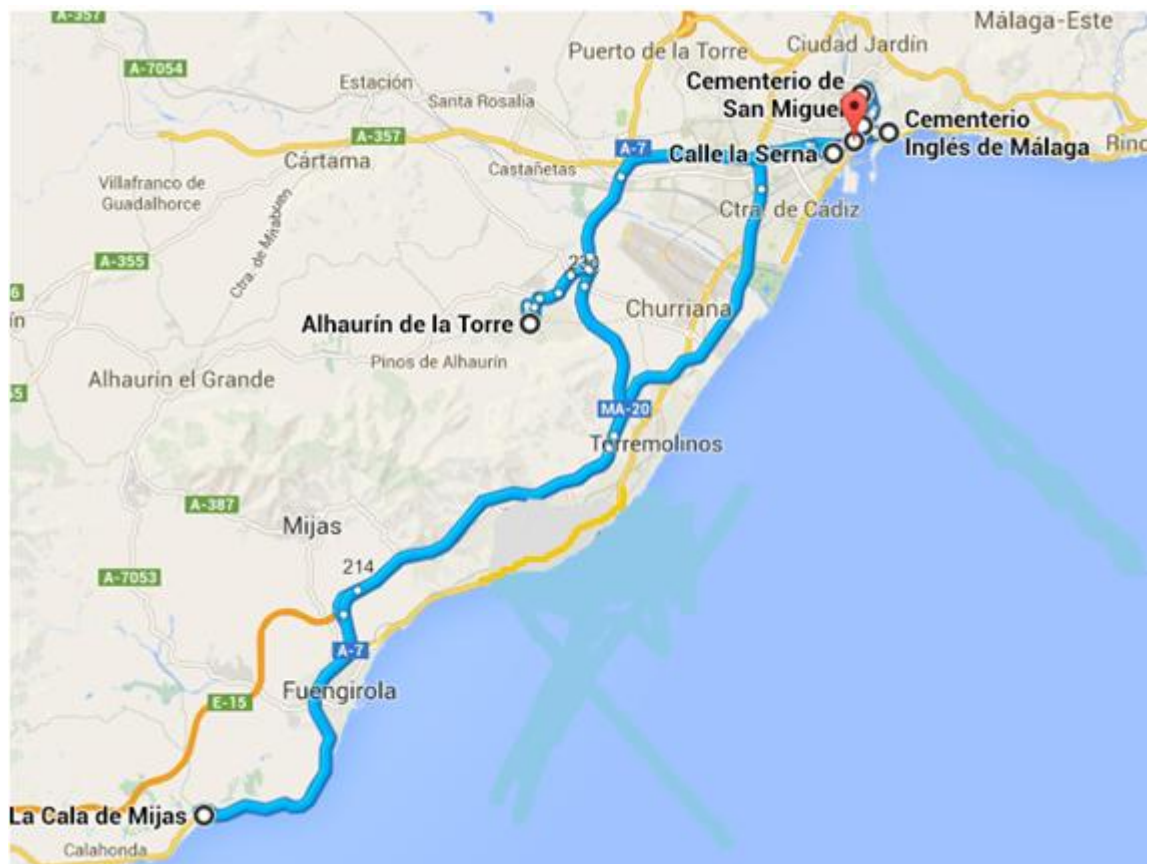 A-357
Málaga-Este
Puerto de la Torre
Ciudad Jardín
A-7054
Estación
Cementerio de
San Miguel
Santa Rosalia
Cementerio
Inglés de Málaga
A-357
A-7
Cártama
Castañetas
Calle la Serna
Villafranco de
Guadalhorce
Ctra. de Cádiz
A-355
Alhaurín de la Torre
Churriana
Pinos de Alhaurín
Alhaurín el Grande
MA-20
Torremolinos
A-387
Mijas
214
A-7053
A-7
Fuengirola
E-15
La Cala de Mijas
Calahonda